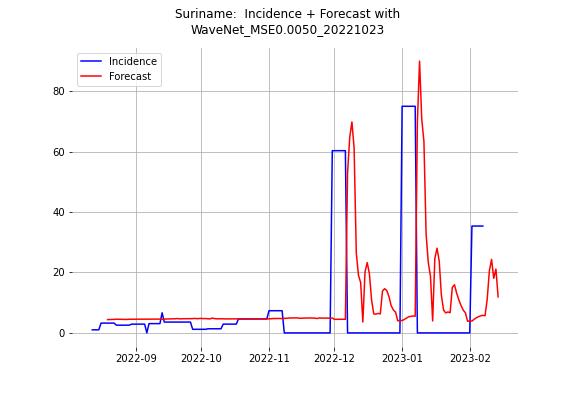 Suriname:  Incidence + Forecast with
WaveNet_MSE0.0050_20221023
Incidence
Forecast
80
60
40
20
0
2022-09
2022-10
2022-11
2022-12
2023-01
2023-02